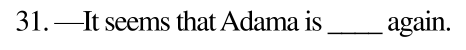 31. —It seems that Adama is ____ again.